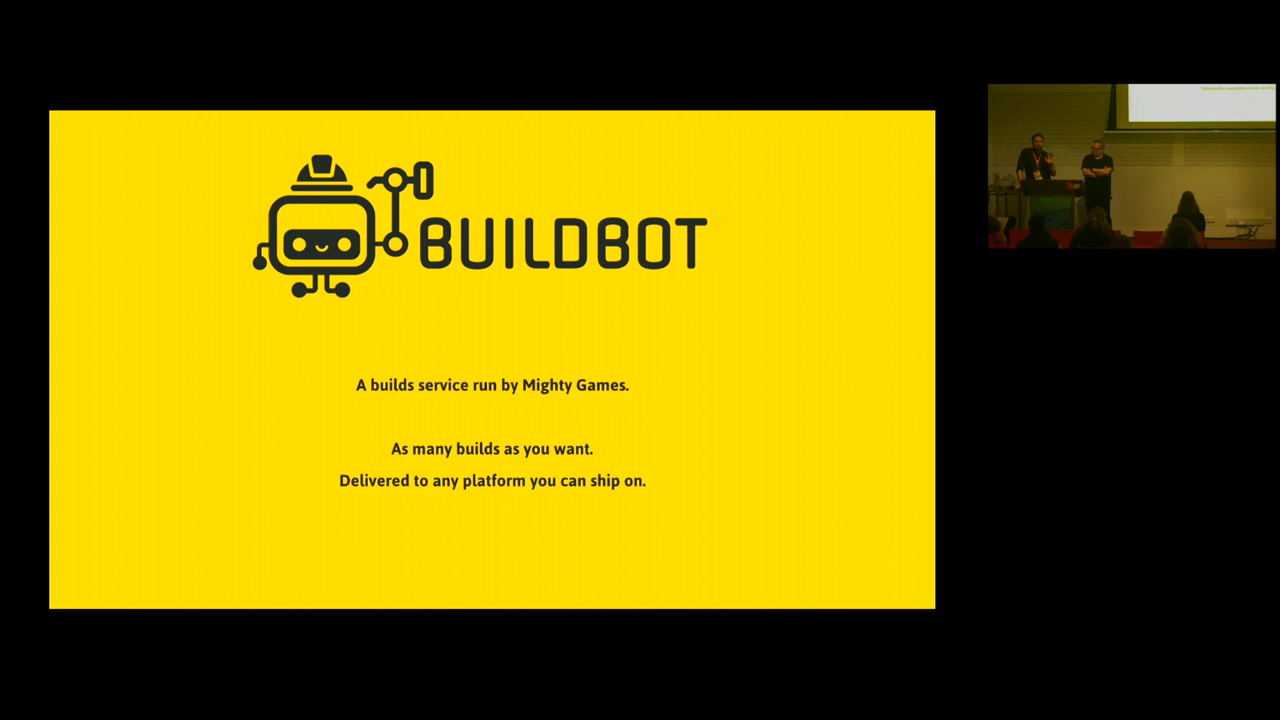 BUILDBOT
A builds service run by Mighty Games.
As many builds as you want.
Delivered to any platform you can ship on.